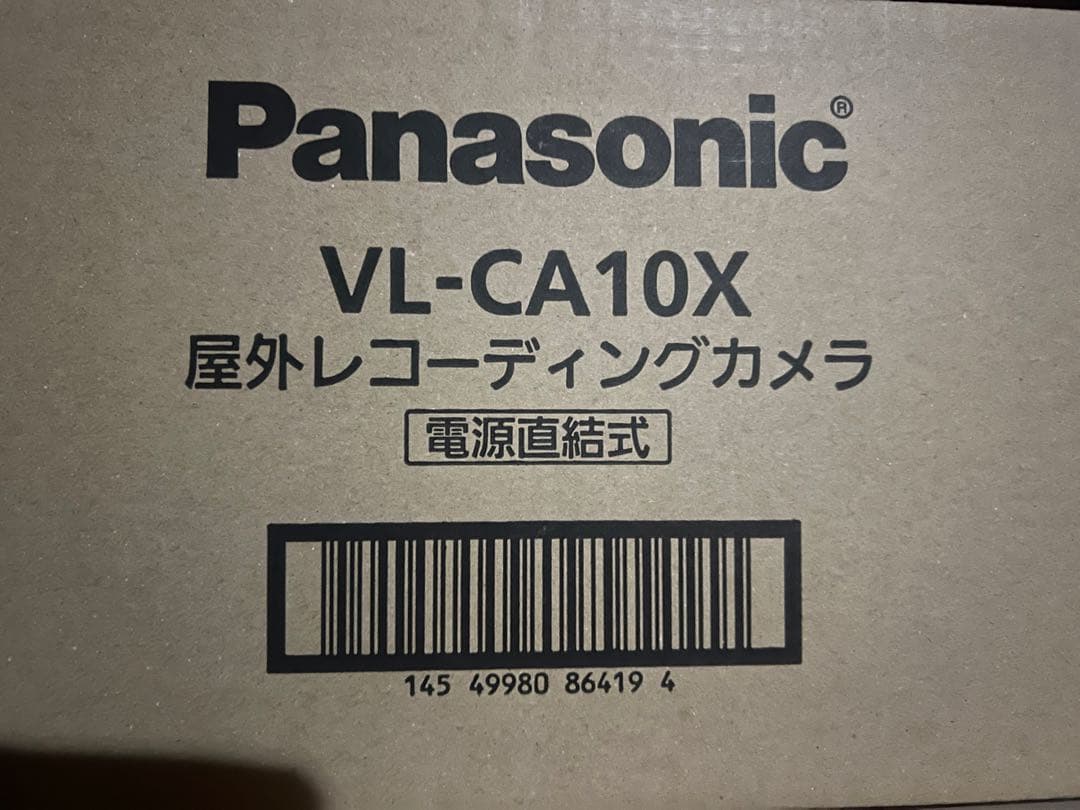 Panasonic®
VL-CA10X
屋外レコーディングカメラ
電源直結式
145 49980 86419 4